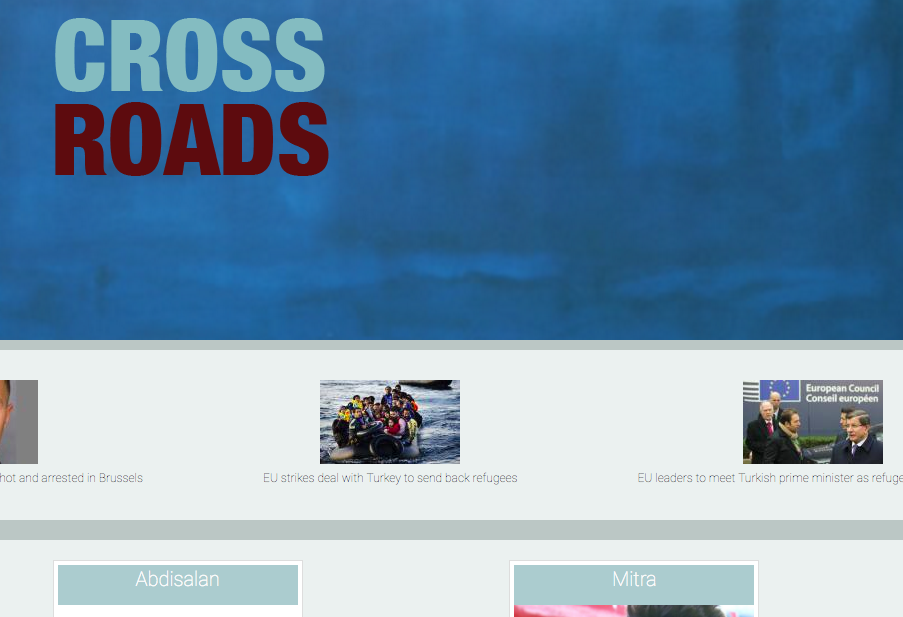 CROSS
ROADS
European Council
Conseil européen
hot and arrested in Brussels
EU strikes deal with Turkey to send back refugees
EU leaders to meet Turkish prime minister as refuge
Abdisalan
Mitra